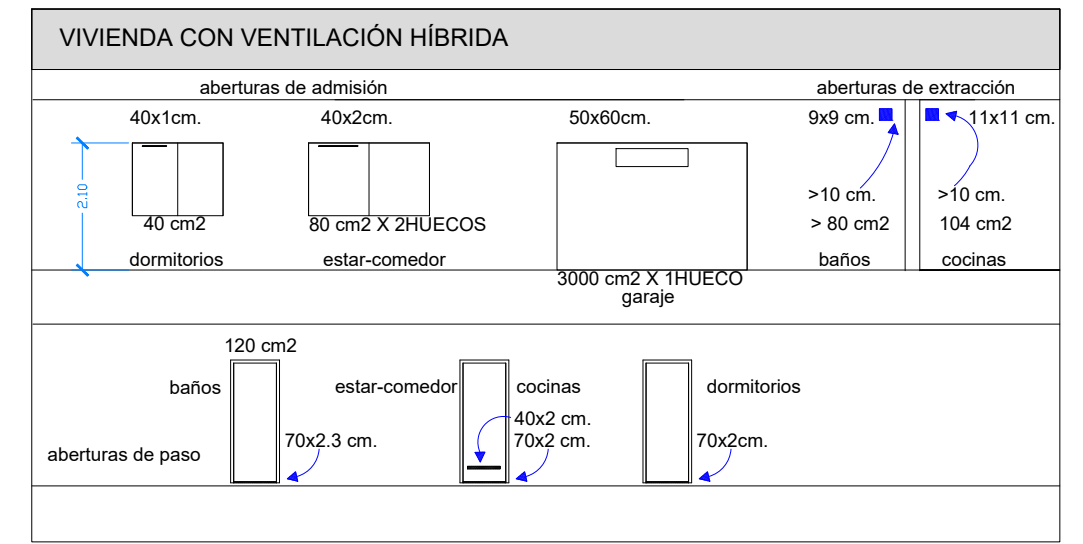 VIVIENDA CON VENTILACIÓN HÍBRIDA
aberturas de admisión
aberturas de extracción
40x1cm.
40x2cm.
50x60cm.
9x9 cm.
11x11 cm.
2.10
>10 cm.
>10 cm.
40 cm2
80 cm2 X 2HUECOS
> 80 cm2
104 cm2
dormitorios
estar-comedor
baños
cocinas
3000 cm2 X 1HUECO
garaje
120 cm2
baños
estar-comedor
cocinas
dormitorios
40x2 cm.
70x2.3 cm.
70x2 cm.
70x2cm.
aberturas de paso